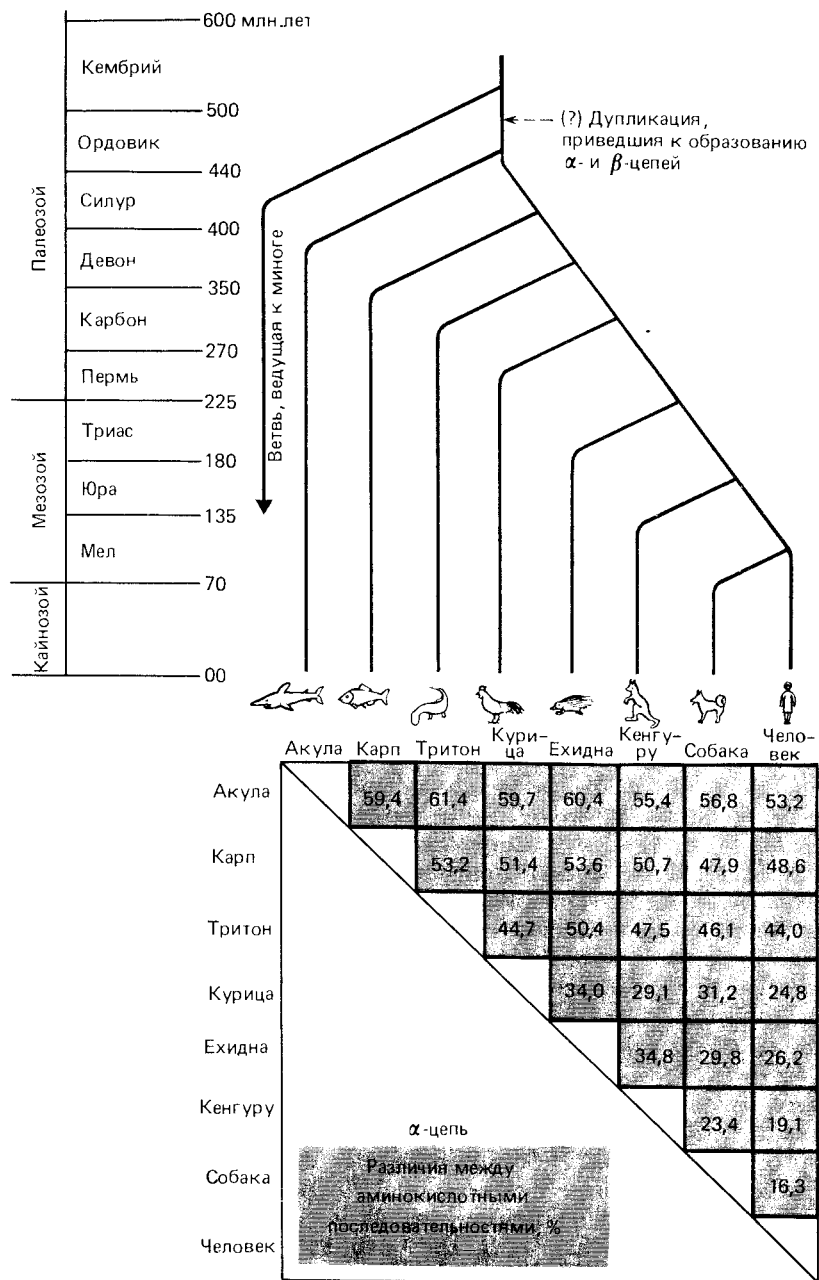 600 млн.лет
Кембрий
500
(?) Дупликация,
приведшия к образованию
α- и β-цепей
Ордовик
440
Силур
400
Девон
350
Карбон
270
Пермь
225
Триас
180
Юра
135
Мел
70
00
Палеозой
Мезозой
Кайнозой
Ветвь, ведущая к миноге
Акула Карп Тритон Кури-
ца Ехидна Кенгу-
ру Собака Чело-
век
Акула 59,4 61,4 59,7 60,4 55,4 56,8 53,2
Карп 53,2 51,4 53,6 50,7 47,9 48,6
Тритон 44,7 50,4 47,5 46,1 44,0
Курица 34,0 29,1 31,2 24,8
Ехидна 34,8 29,8 26,2
Кенгуру 23,4 19,1
Собака 16,3
Человек
α-цепь
Различия между
аминокислотными
последовательностями, %